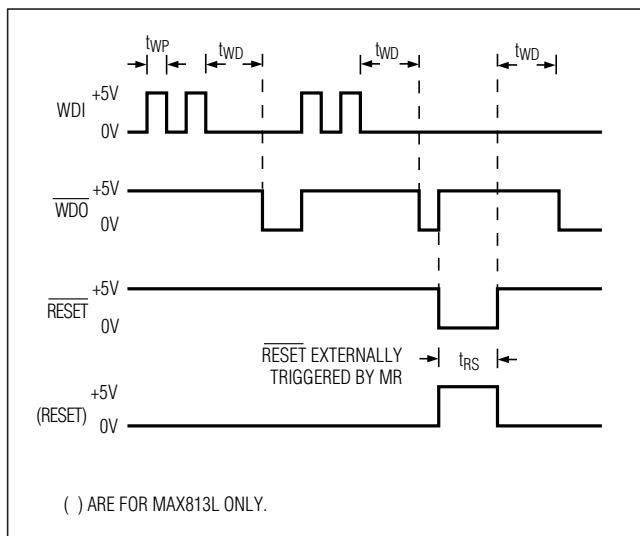 tWP tWD tWD tWD
+5V
WDI
0V
+5V
WDO
0V
+5V
RESET
0V
RESET EXTERNALLY
TRIGGERED BY MR
tRS
+5V
(RESET)
0V
( ) ARE FOR MAX813L ONLY.